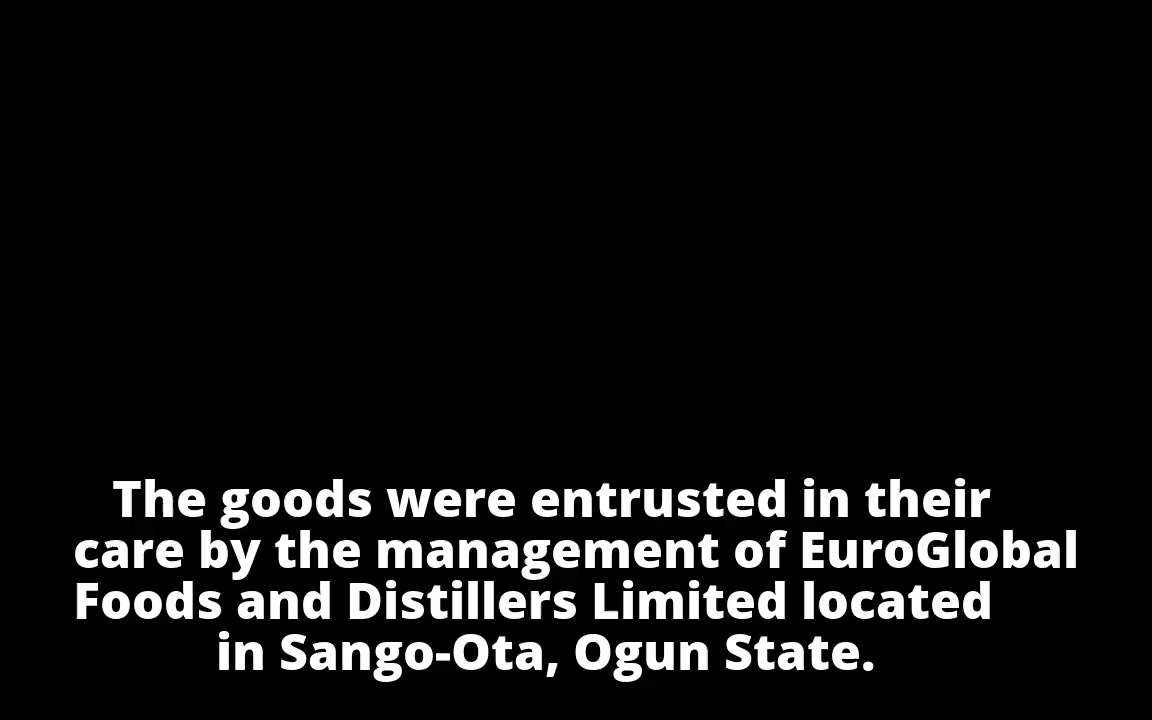 The goods were entrusted in their
care by the management of EuroGlobal
Foods and Distillers Limited located
in Sango-Ota, Ogun State.